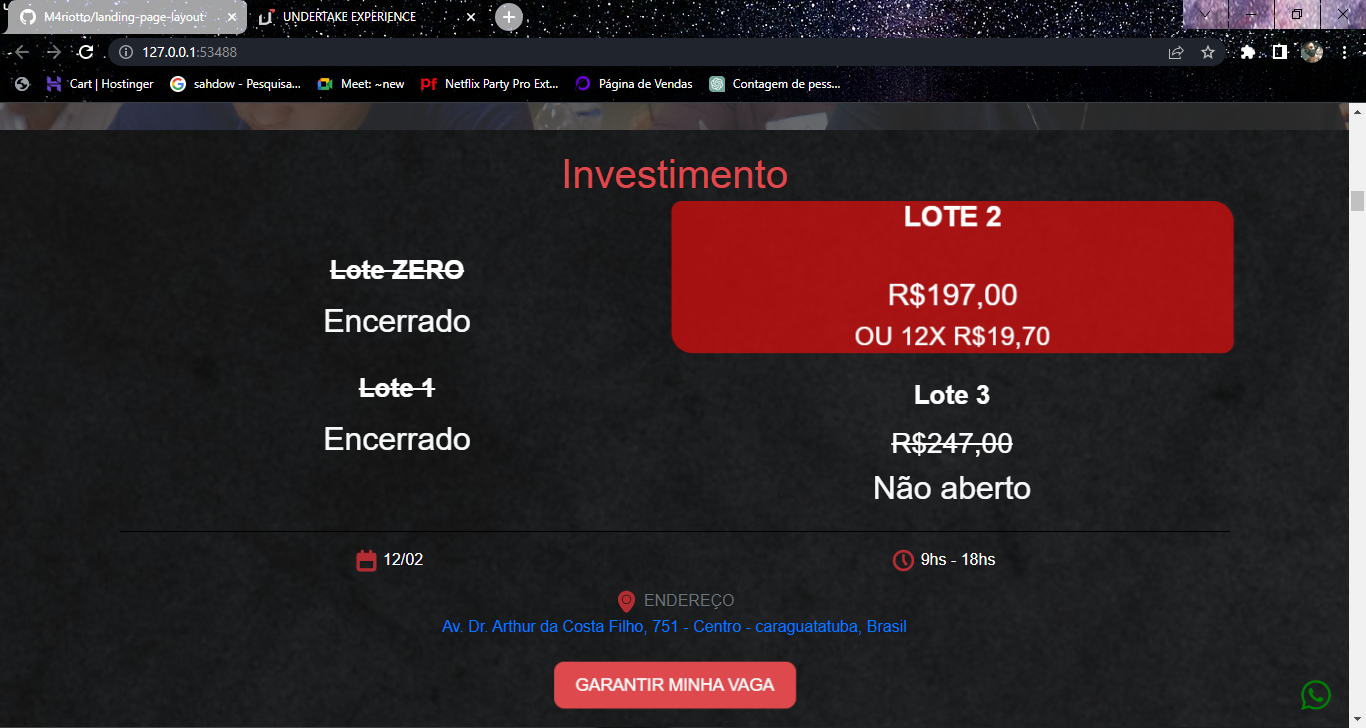 M4riottp/landing-page-layout
UNDERTAKE EXPERIENCE
127.0.0.1:53488
Cart | Hostinger
sahdow - Pesquisa...
Meet: ~new
Netflix Party Pro Ext...
Página de Vendas
Contagem de pess...
Investimento
Lote ZERO
Encerrado
Lote 1
Encerrado
LOTE 2
R$197,00
OU 12X R$19,70
Lote 3
R$247,00
Não aberto
12/02
9hs - 18hs
ENDEREÇO
Av. Dr. Arthur da Costa Filho, 751 - Centro - caraguatatuba, Brasil
GARANTIR MINHA VAGA